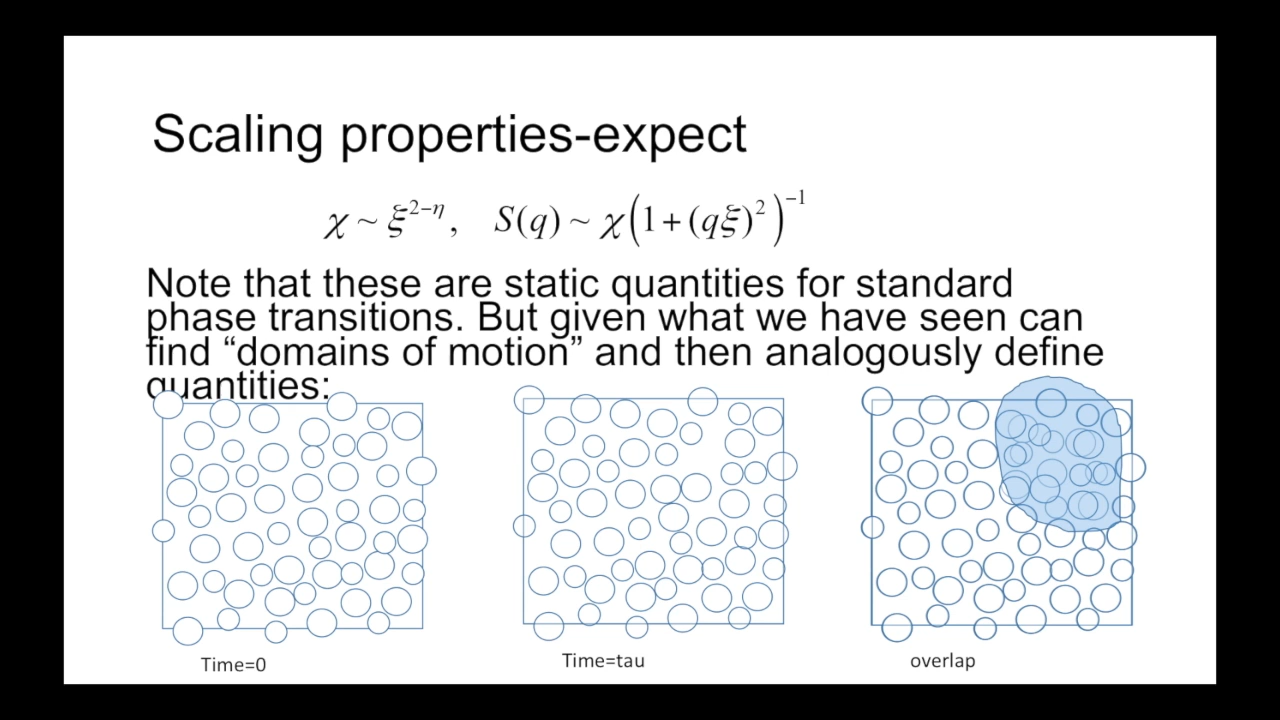 Scaling properties-expect
χ ~ ξ^{2−η}, S(q) ~ χ(1+(qξ)^2)^{−1}
Note that these are static quantities for standard
phase transitions. But given what we have seen can
find “domains of motion” and then analogously define
quantities:
Time=0
Time=tau
overlap